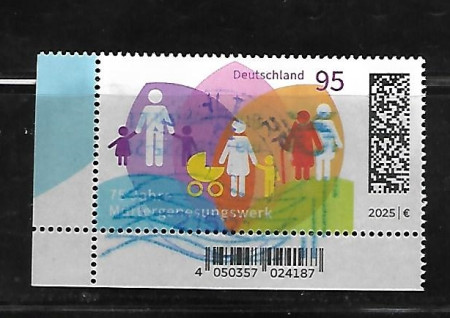 Deutschland 95
75 Jahre
Müttergenesungswerk
2025 | €
4 050357 024187